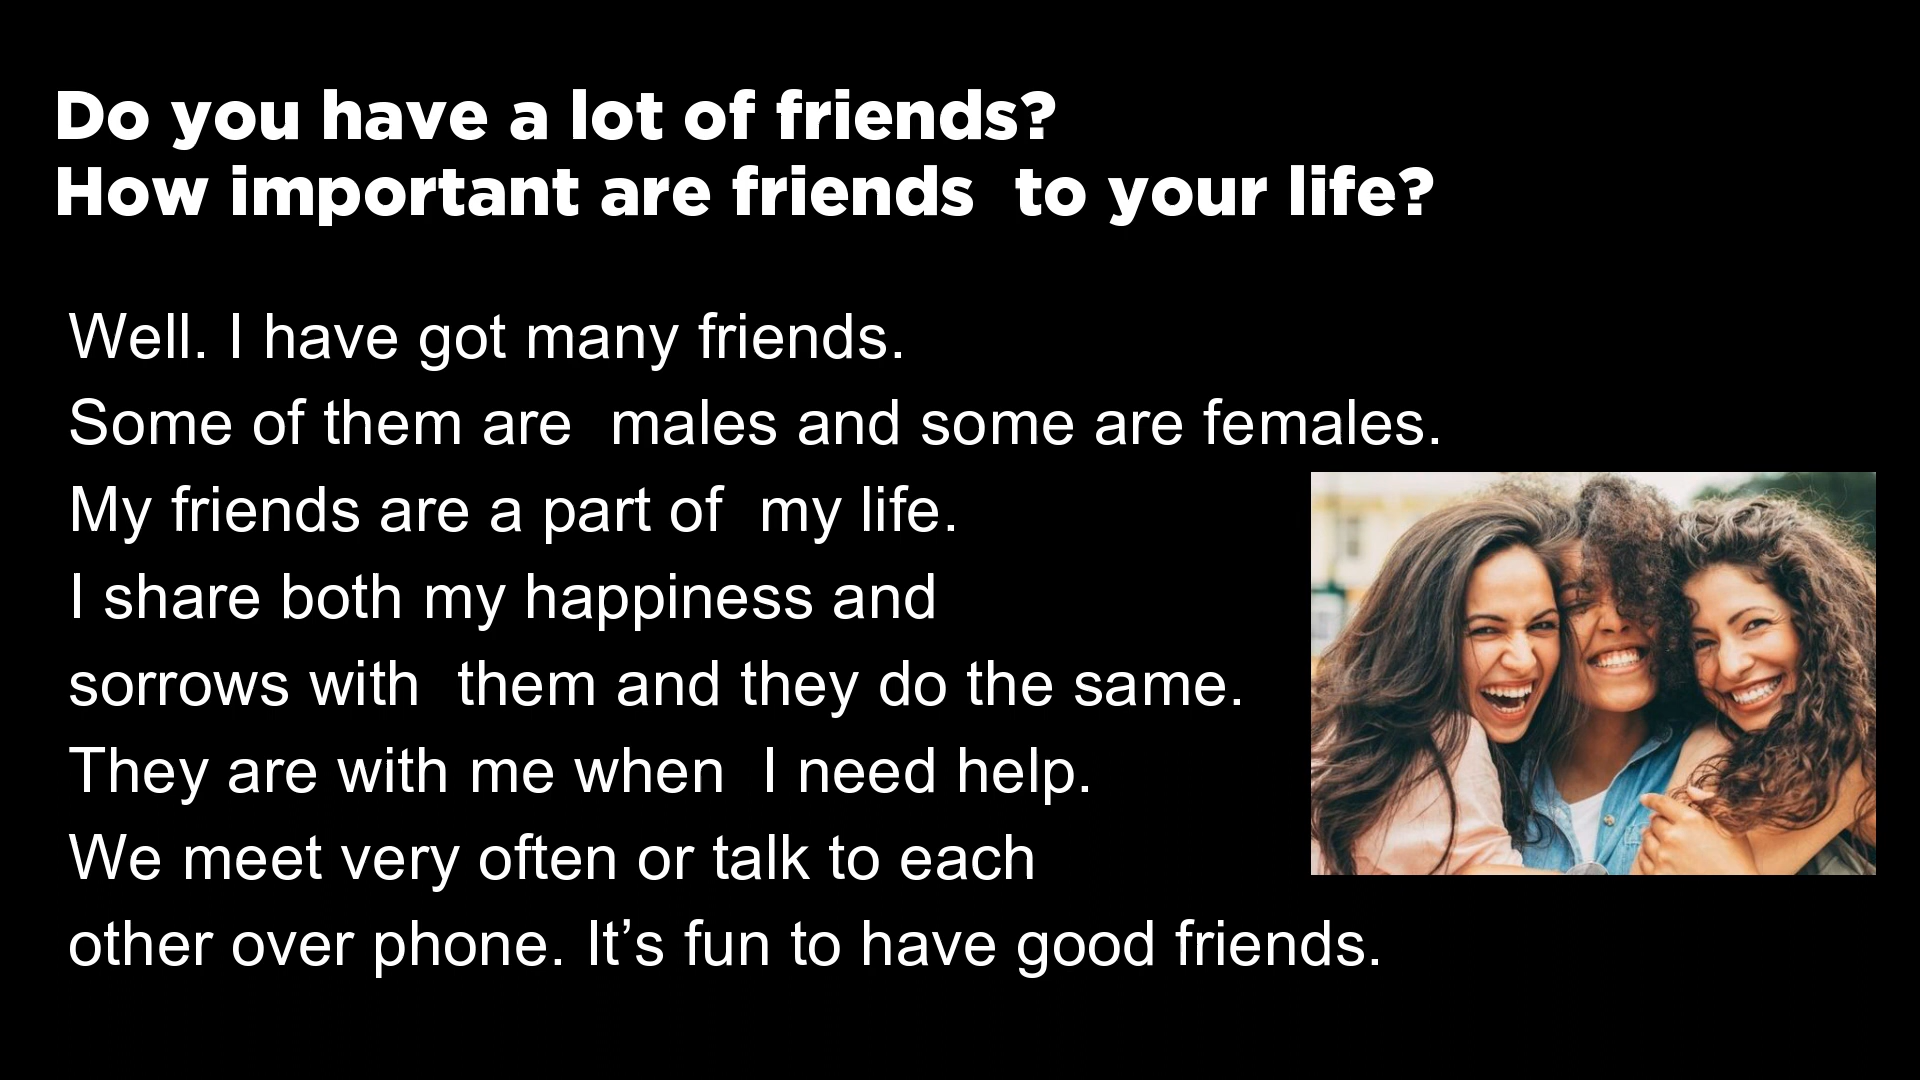 Do you have a lot of friends?
How important are friends  to your life?
Well. I have got many friends.
Some of them are  males and some are females.
My friends are a part of  my life.
I share both my happiness and
sorrows with  them and they do the same.
They are with me when  I need help.
We meet very often or talk to each
other over phone. It’s fun to have good friends.